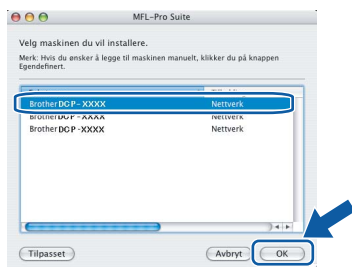 MFL-Pro Suite
Velg maskinen du vil installere.
Merk: Hvis du ønsker å legge til maskinen manuelt, klikker du på knappen
Egendefinert.
Brother DCP-XXXX Nettverk
Brother DCP-XXXX Nettverk
Brother DCP-XXXX Nettverk
Tilpasset Avbryt OK